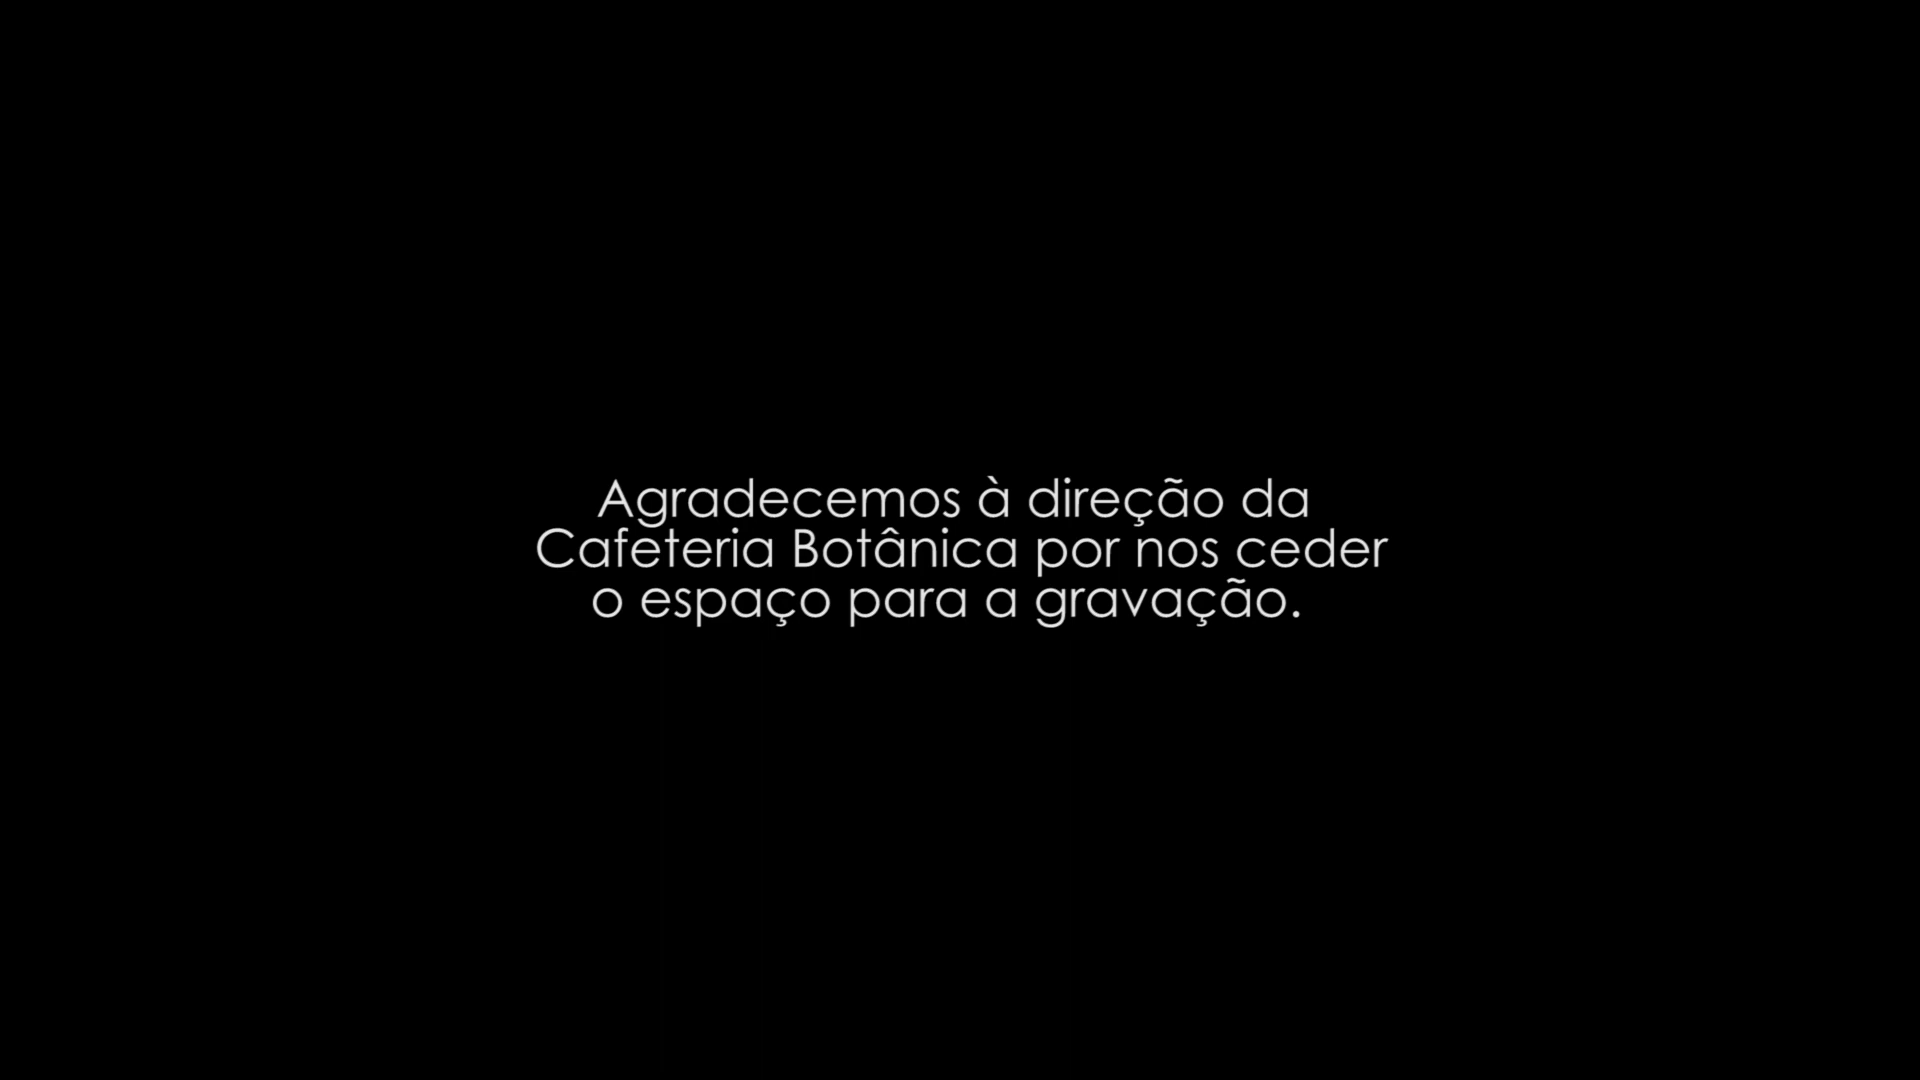 Agradecemos à direção da
Cafeteria Botânica por nos ceder
o espaço para a gravação.